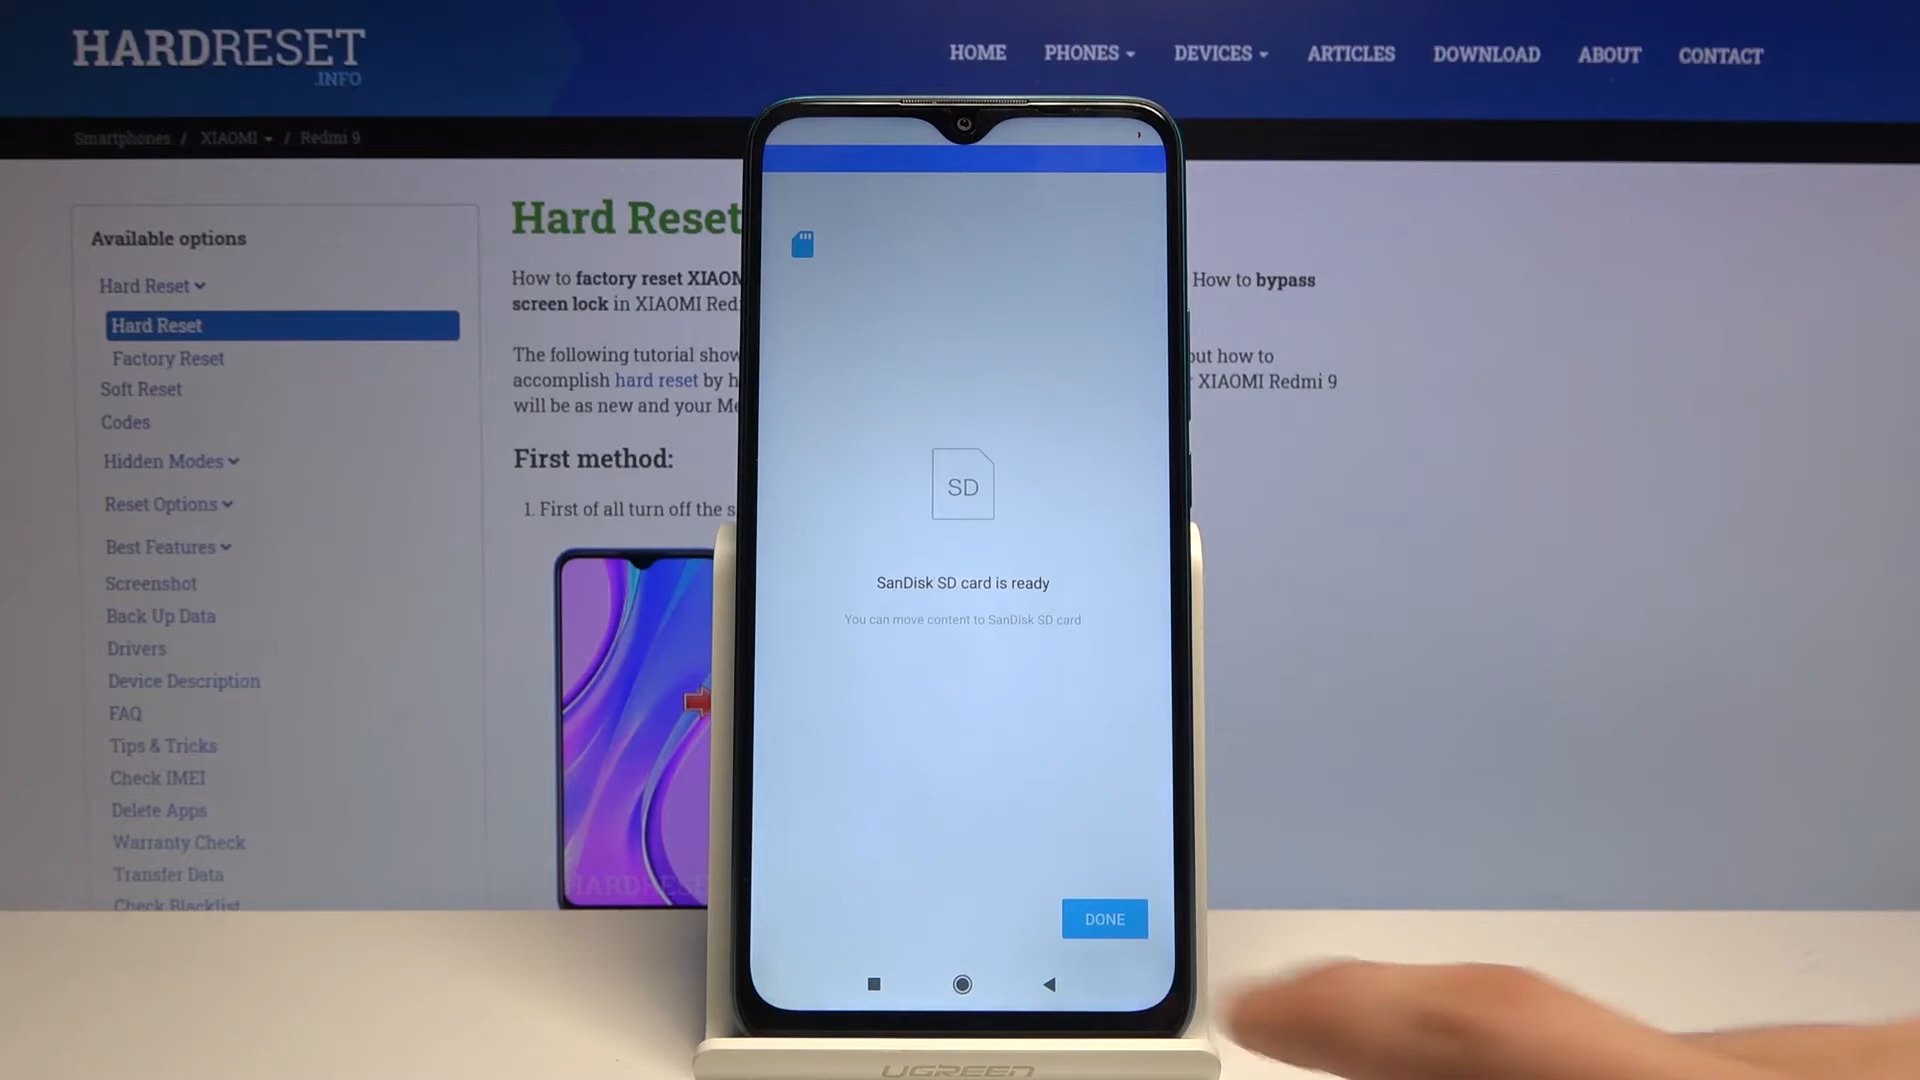 HARDRESET
.INFO
HOME PHONES DEVICES ARTICLES DOWNLOAD ABOUT CONTACT
Smartphones / XIAOMI / Redmi 9
Available options
Hard Reset
Hard Reset
Factory Reset
Soft Reset
Codes
Hidden Modes
Reset Options
Best Features
Screenshot
Back Up Data
Drivers
Device Description
FAQ
Tips & Tricks
Check IMEI
Delete Apps
Warranty Check
Transfer Data
Check Blacklist
Hard Reset
How to factory reset XIAOM How to bypass
screen lock in XIAOMI Red
The following tutorial show out how to
accomplish hard reset by h XIAOMI Redmi 9
will be as new and your Me
First method:
1. First of all turn off the s
HARDRESE
SD
SanDisk SD card is ready
You can move content to SanDisk SD card
DONE
UGREEN